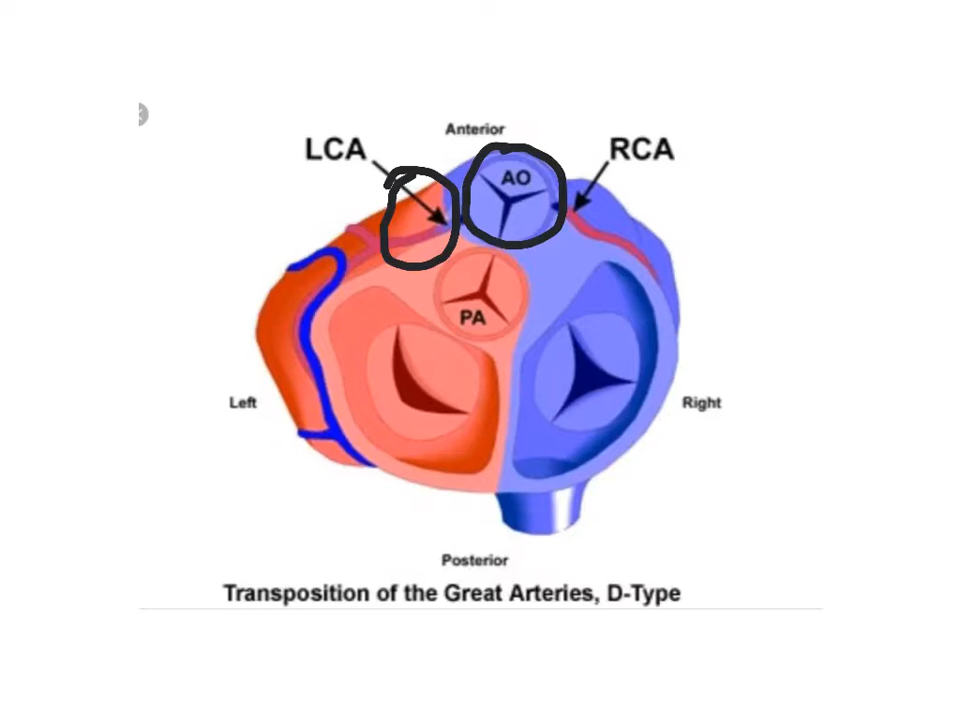 Anterior
LCA
RCA
AO
PA
Left
Right
Posterior
Transposition of the Great Arteries, D-Type